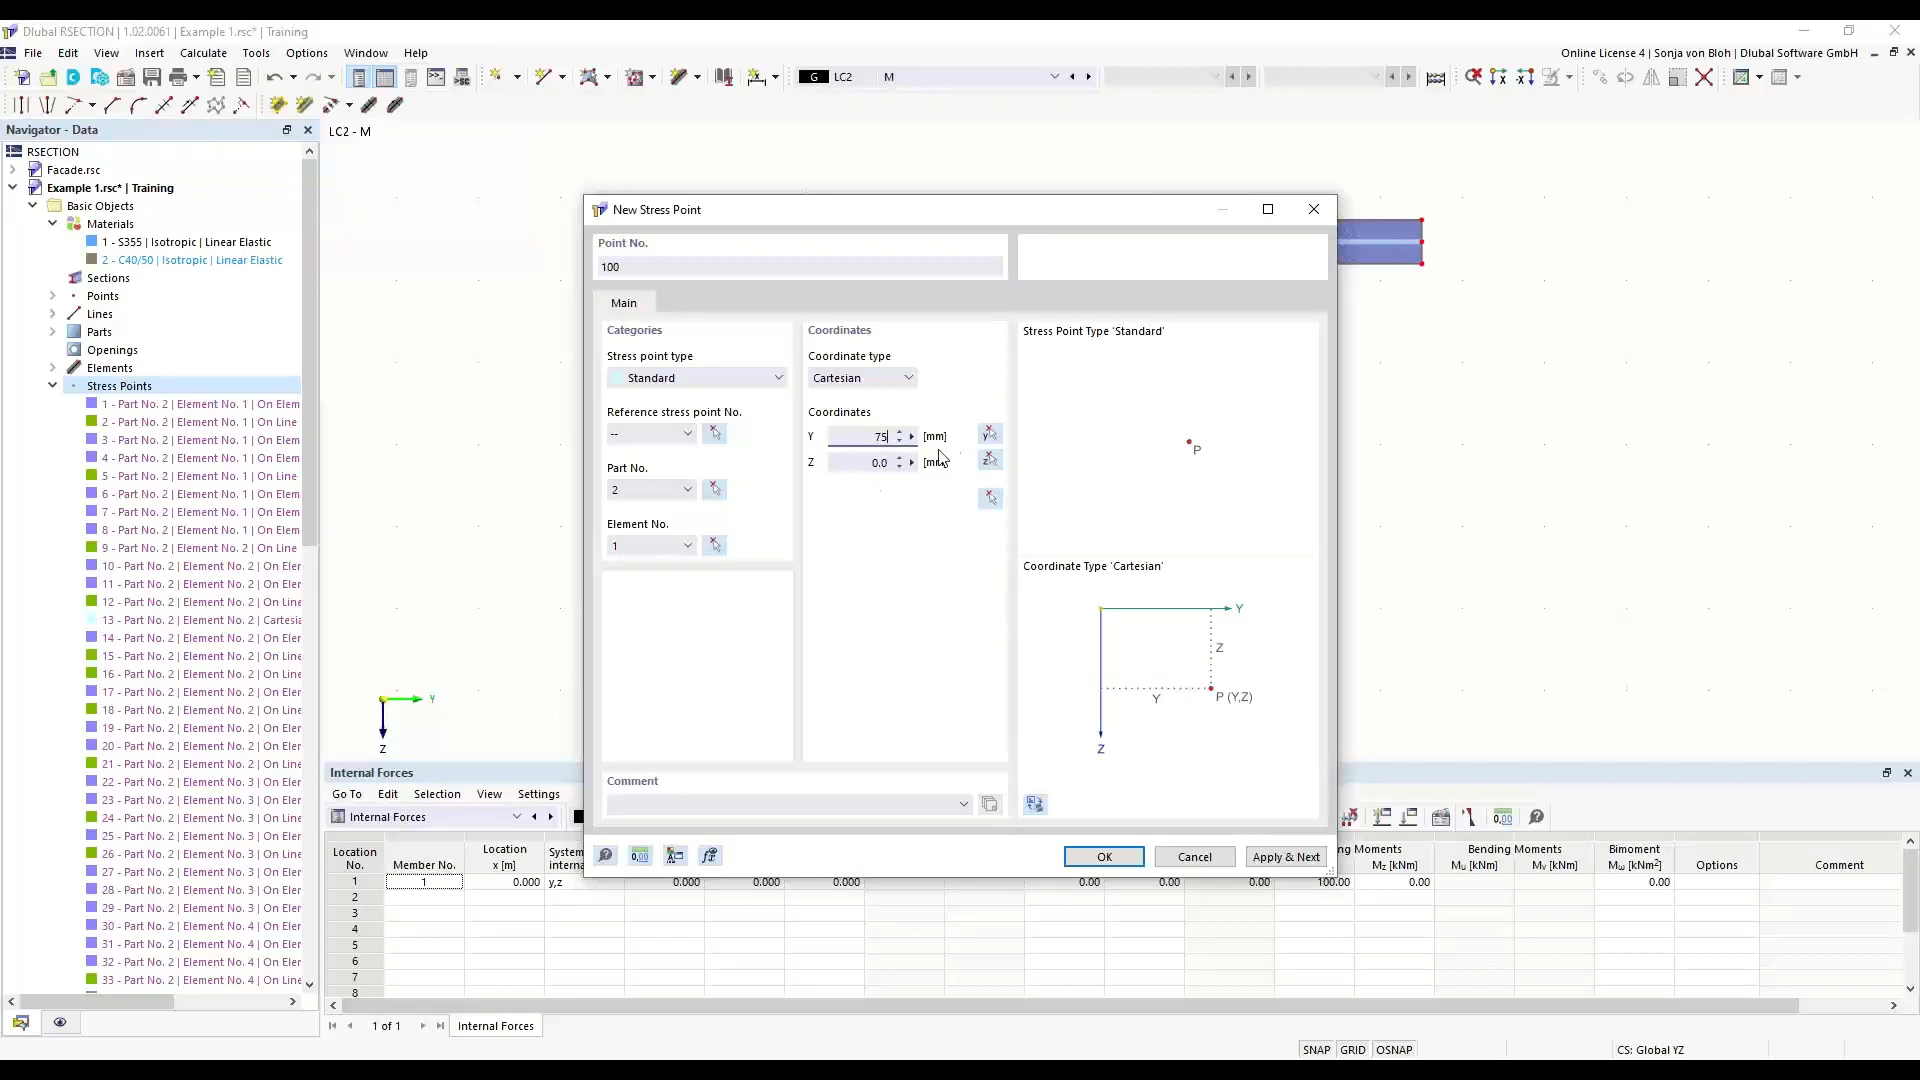 Dlubal RSECTION | 1.02.0061 | Example 1.rsc* | Training
File Edit View Insert Calculate Tools Options Window Help
Online License 4 | Sonja von Bloh | Dlubal Software GmbH
G LC2 M
Navigator - Data
LC2 - M
RSECTION
Facade.rsc
Example 1.rsc* | Training
Basic Objects
Materials
1 - S355 | Isotropic | Linear Elastic
2 - C40/50 | Isotropic | Linear Elastic
Sections
Points
Lines
Parts
Openings
Elements
Stress Points
1 - Part No. 2 | Element No. 1 | On Elem
2 - Part No. 2 | Element No. 1 | On Line
3 - Part No. 2 | Element No. 1 | On Elem
4 - Part No. 2 | Element No. 1 | On Elem
5 - Part No. 2 | Element No. 1 | On Line
6 - Part No. 2 | Element No. 1 | On Elem
7 - Part No. 2 | Element No. 1 | On Elem
8 - Part No. 2 | Element No. 1 | On Elem
9 - Part No. 2 | Element No. 2 | On Line
10 - Part No. 2 | Element No. 2 | On Eler
11 - Part No. 2 | Element No. 2 | On Eler
12 - Part No. 2 | Element No. 2 | On Line
13 - Part No. 2 | Element No. 2 | Cartesia
14 - Part No. 2 | Element No. 2 | On Eler
15 - Part No. 2 | Element No. 2 | On Line
16 - Part No. 2 | Element No. 2 | On Line
17 - Part No. 2 | Element No. 2 | On Eler
18 - Part No. 2 | Element No. 2 | On Line
19 - Part No. 2 | Element No. 2 | On Eler
20 - Part No. 2 | Element No. 2 | On Eler
21 - Part No. 2 | Element No. 2 | On Line
22 - Part No. 2 | Element No. 3 | On Eler
23 - Part No. 2 | Element No. 3 | On Eler
24 - Part No. 2 | Element No. 3 | On Line
25 - Part No. 2 | Element No. 3 | On Eler
26 - Part No. 2 | Element No. 3 | On Line
27 - Part No. 2 | Element No. 3 | On Eler
28 - Part No. 2 | Element No. 3 | On Eler
29 - Part No. 2 | Element No. 3 | On Eler
30 - Part No. 2 | Element No. 4 | On Eler
31 - Part No. 2 | Element No. 4 | On Eler
32 - Part No. 2 | Element No. 4 | On Eler
33 - Part No. 2 | Element No. 4 | On Line
Y
Z
New Stress Point
Point No.
100
Main
Categories
Stress point type
Standard
Reference stress point No.
--
Part No.
2
Element No.
1
Coordinates
Coordinate type
Cartesian
Coordinates
Y 75 [mm]
Z 0.0
Comment
Stress Point Type 'Standard'
P
Coordinate Type 'Cartesian'
Y
Z
Y
P (Y,Z)
Z
OK Cancel Apply & Next
Internal Forces
Go To Edit Selection View Settings
Internal Forces
Location No. Member No. Location x [m] System interna ng Moments Mz [kNm] Bending Moments Mu [kNm] Mv [kNm] Bimoment Mω [kNm2] Options Comment
1 1 0.000 y,z 0.000 0.000 0.000 0.00 0.00 0.00 100.00 0.00 0.00
2
3
4
5
6
7
8
1 of 1 Internal Forces
SNAP GRID OSNAP CS: Global YZ